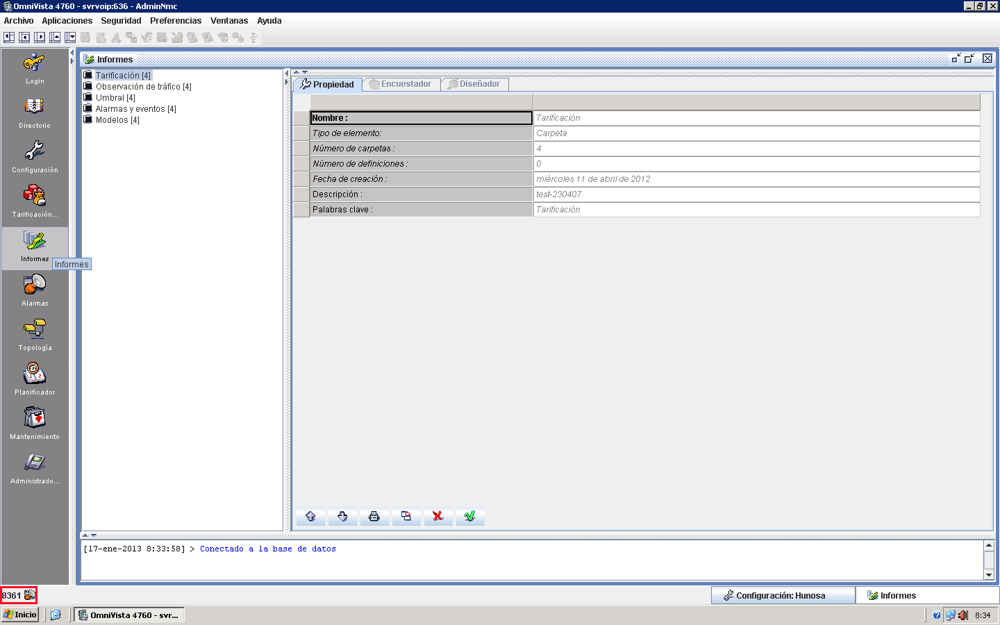 OmniVista 4760 - svrvoip:636 - AdminNmc
Archivo Aplicaciones Seguridad Preferencias Ventanas Ayuda
Login
Directorio
Configuración
Tarificación...
Informes
Informes
Alarmas
Topología
Planificador
Mantenimiento
Administrado...
Informes
Tarificación [4]
Observación de tráfico [4]
Umbral [4]
Alarmas y eventos [4]
Modelos [4]
Propiedad Encuestador Diseñador
Nombre : Tarificación
Tipo de elemento: Carpeta
Número de carpetas : 4
Número de definiciones : 0
Fecha de creación : miércoles 11 de abril de 2012
Descripción : test-230407
Palabras clave : Tarificación
[17-ene-2013 8:33:58] > Conectado a la base de datos
8361 Configuración: Hunosa Informes
Inicio OmniVista 4760 - svr... 8:34